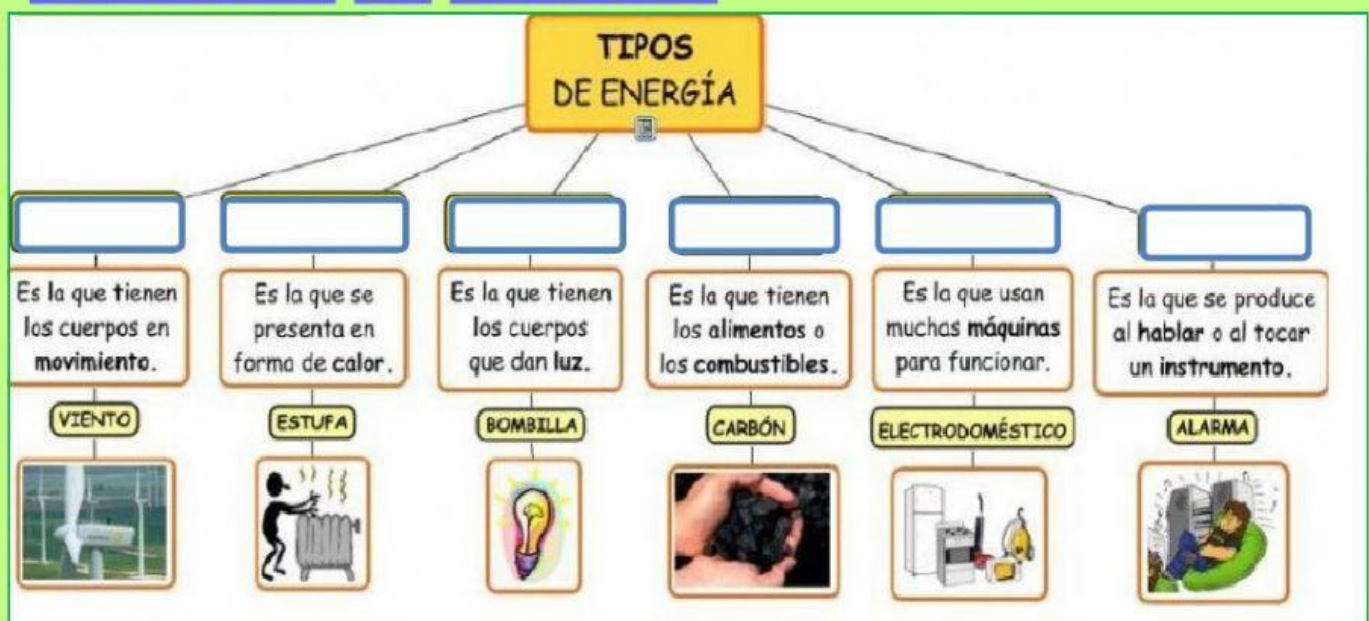 TIPOS
DE ENERGÍA
Es la que tienen
los cuerpos en
movimiento.
Es la que se
presenta en
forma de calor.
Es la que tienen
los cuerpos
que dan luz.
Es la que tienen
los alimentos o
los combustibles.
Es la que usan
muchas máquinas
para funcionar.
Es la que se produce
al hablar o al tocar
un instrumento.
VIENTO
ESTUFA
BOMBILLA
CARBÓN
ELECTRODOMÉSTICO
ALARMA